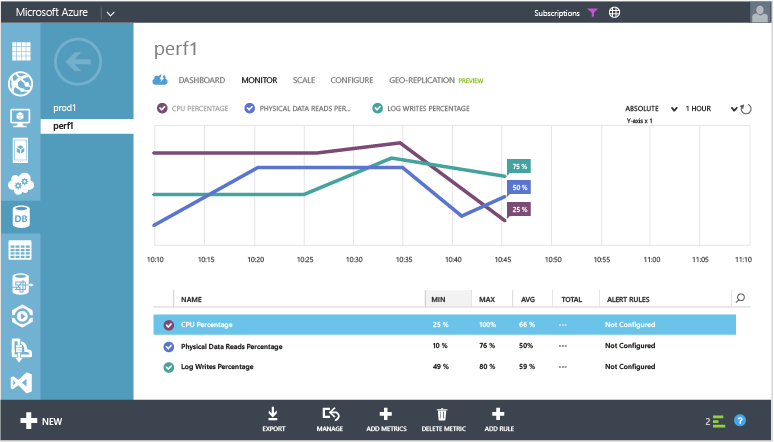 Microsoft Azure
Subscriptions
perf1
DASHBOARD MONITOR SCALE CONFIGURE GEO-REPLICATION PREVIEW
prod1
perf1
CPU PERCENTAGE PHYSICAL DATA READS PER... LOG WRITES PERCENTAGE ABSOLUTE 1 HOUR
Y-axis x 1
75 %
50 %
25 %
10:10 10:15 10:20 10:25 10:30 10:35 10:40 10:45 10:50 10:55 11:00 11:05 11:10
DB
NAME MIN MAX AVG TOTAL ALERT RULES
CPU Percentage 25 % 100% 66 % --- Not Configured
Physical Data Reads Percentage 10 % 76 % 50% --- Not Configured
Log Writes Percentage 49 % 80 % 59 % --- Not Configured
NEW
EXPORT MANAGE ADD METRICS DELETE METRIC ADD RULE
2 ?